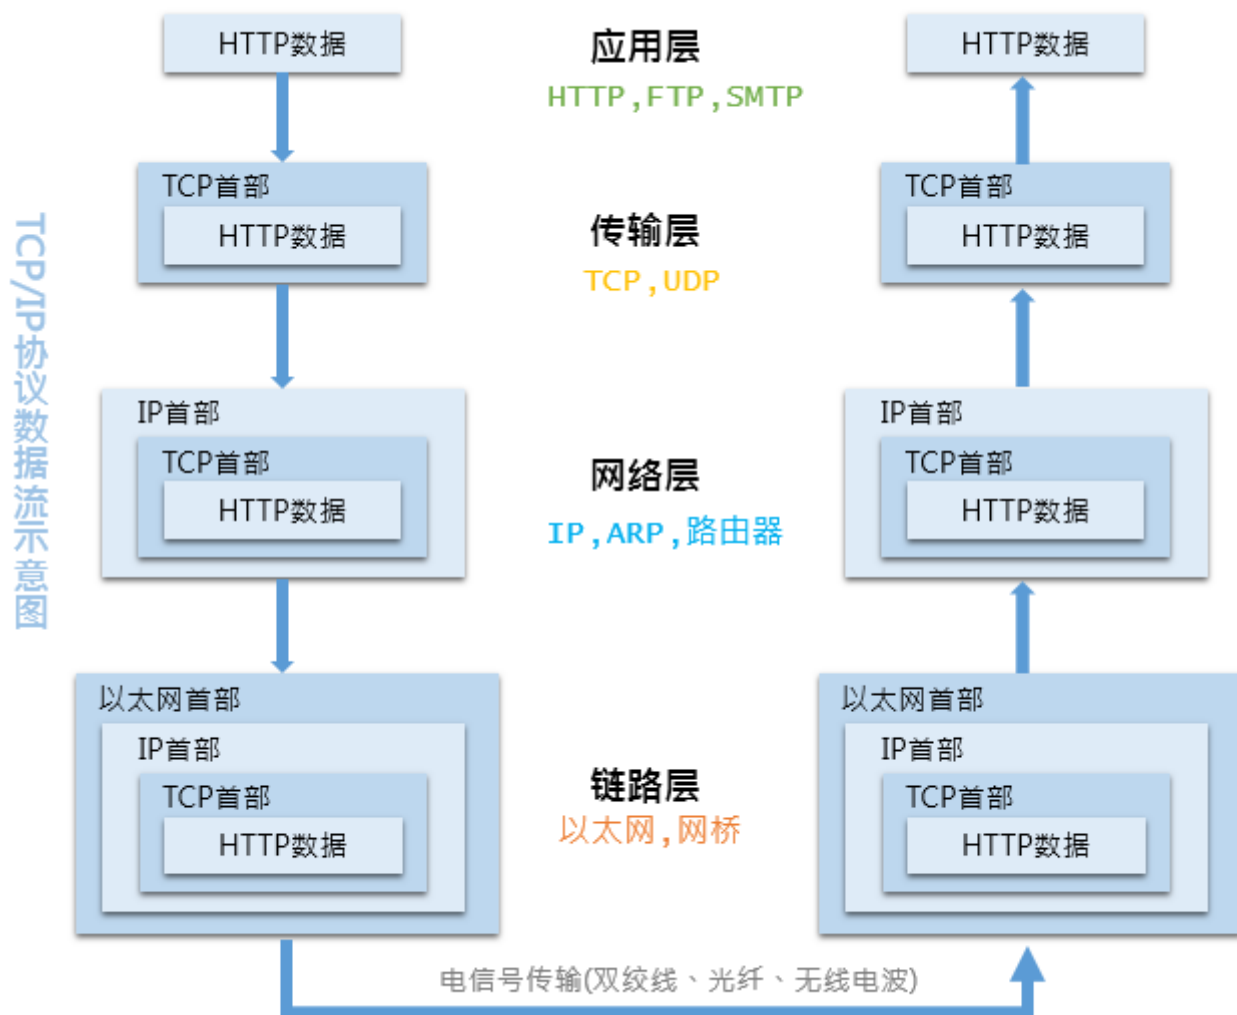 TCP/IP协议数据流示意图
HTTP数据
应用层
HTTP,FTP,SMTP
HTTP数据
TCP首部
HTTP数据
传输层
TCP,UDP
TCP首部
HTTP数据
IP首部
TCP首部
HTTP数据
网络层
IP,ARP,路由器
IP首部
TCP首部
HTTP数据
以太网首部
IP首部
TCP首部
HTTP数据
链路层
以太网,网桥
以太网首部
IP首部
TCP首部
HTTP数据
电信号传输(双绞线、光纤、无线电波)